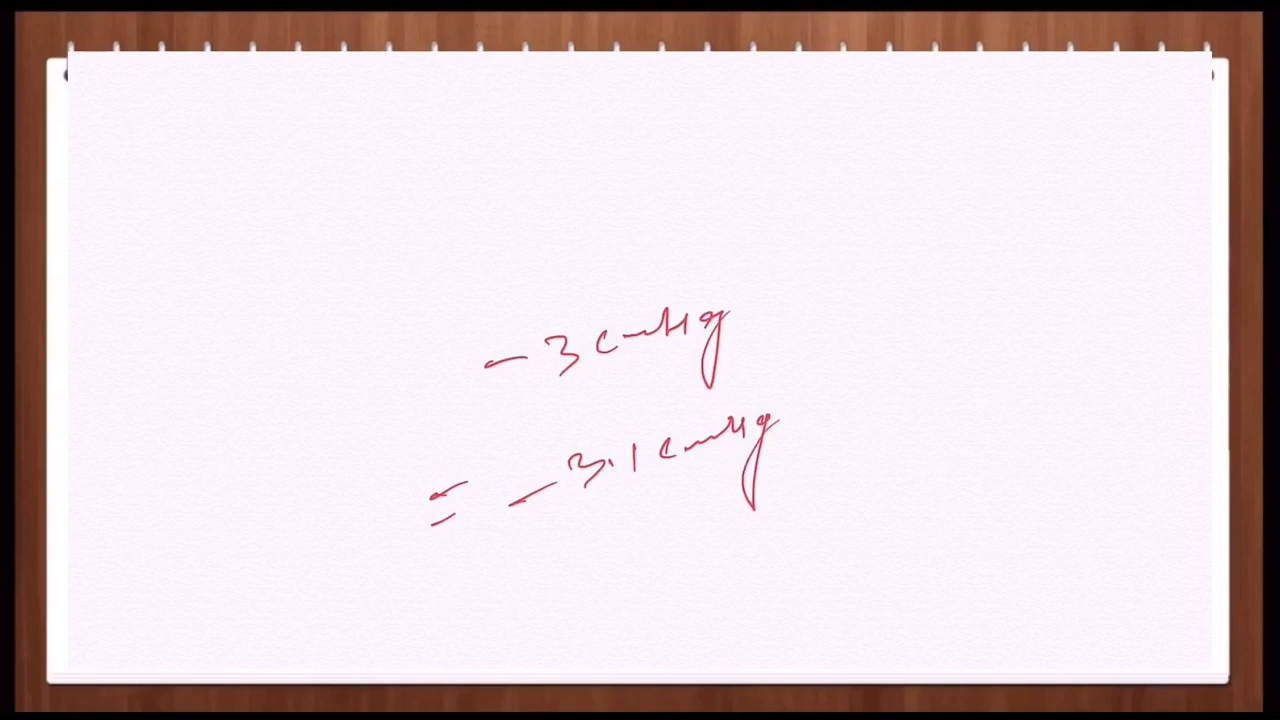 - 3 cmHg
= - 3.1 cmHg